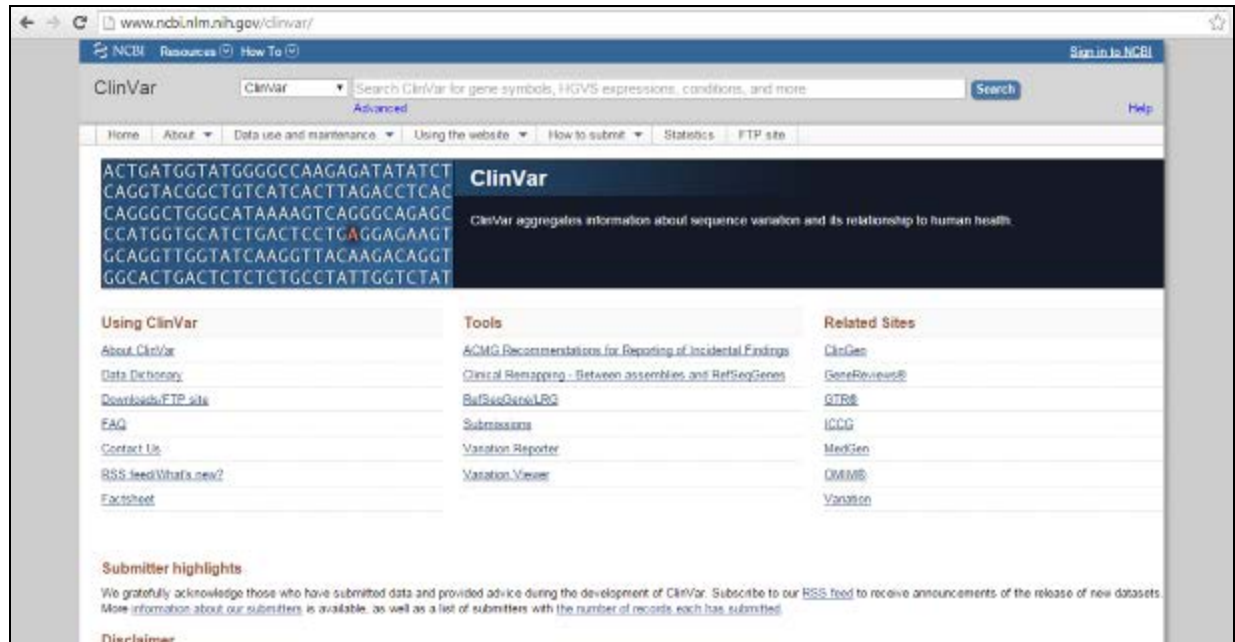 www.ncbi.nlm.nih.gov/clinvar/
NCBI Resources How To Sign in to NCBI
ClinVar ClinVar Search ClinVar for gene symbols, HGVS expressions, conditions, and more Search
Advanced Help
Home About Data use and maintenance Using the website How to submit Statistics FTP site
ACTGATGGTATGGGGCCAAGAGATATATCT
CAGGTACGGCTGTCATCACTTAGACCTCAC
CAGGGCTGGGCATAAAAGTCAGGGCAGAGC
CCATGGTGCATCTGACTCCTGAGGAGAAGT
GCAGGTTGGTATCAAGGTTACAAGACAGGT
GGCACTGACTCTCTCTGCCTATTGGTCTAT
ClinVar
ClinVar aggregates information about sequence variation and its relationship to human health.
Using ClinVar
About ClinVar
Data Dictionary
Downloads/FTP site
FAQ
Contact Us
RSS feed/What's new?
Factsheet
Tools
ACMG Recommendations for Reporting of Incidental Findings
Clinical Remapping - Between assemblies and RefSeqGenes
RefSeqGene/LRG
Submissions
Variation Reporter
Variation Viewer
Related Sites
ClinGen
GeneReviews®
GTR®
ICCG
MedGen
OMIM®
Variation
Submitter highlights
We gratefully acknowledge those who have submitted data and provided advice during the development of ClinVar. Subscribe to our RSS feed to receive announcements of the release of new datasets.
More information about our submitters is available, as well as a list of submitters with the number of records each has submitted.
Disclaimer